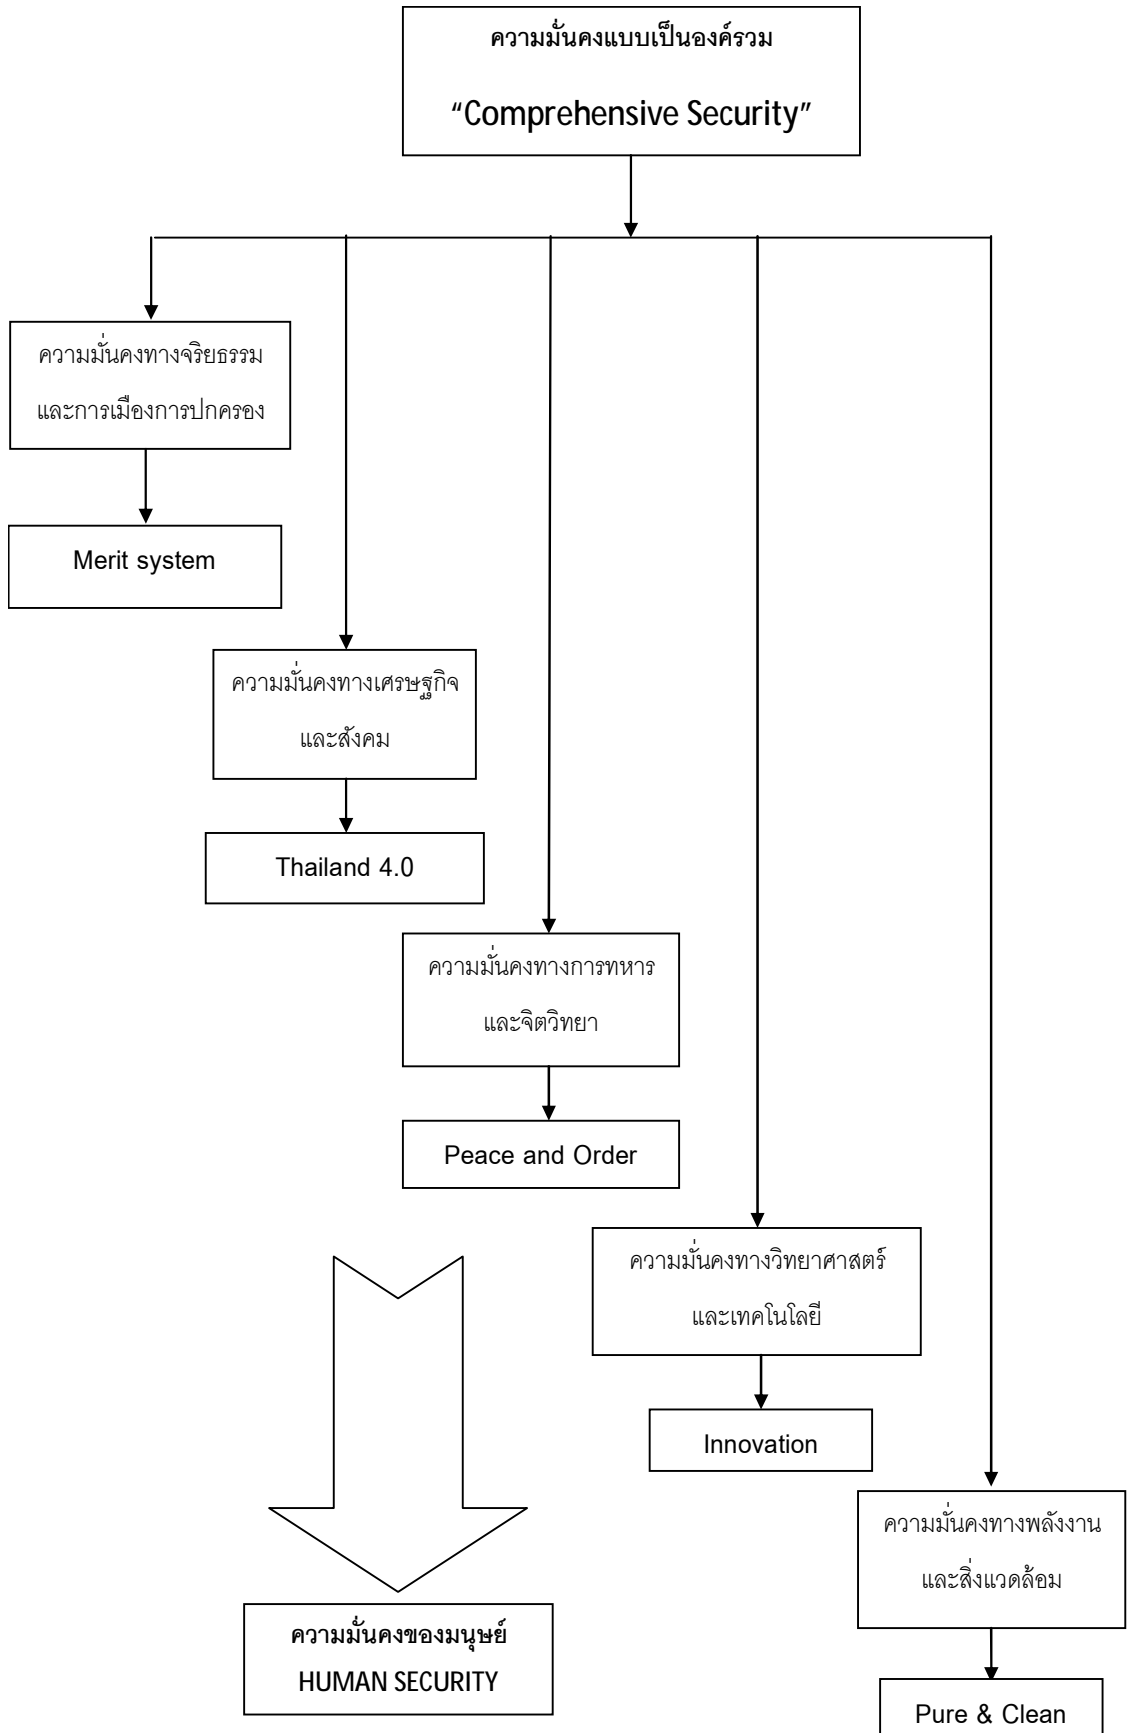 ความมั่นคงแบบเป็นองค์รวม
“Comprehensive Security”
ความมั่นคงทางจริยธรรม
และการเมืองการปกครอง
Merit system
ความมั่นคงทางเศรษฐกิจ
และสังคม
Thailand 4.0
ความมั่นคงทางการทหาร
และจิตวิทยา
Peace and Order
ความมั่นคงทางวิทยาศาสตร์
และเทคโนโลยี
Innovation
ความมั่นคงทางพลังงาน
และสิ่งแวดล้อม
Pure & Clean
ความมั่นคงของมนุษย์
HUMAN SECURITY